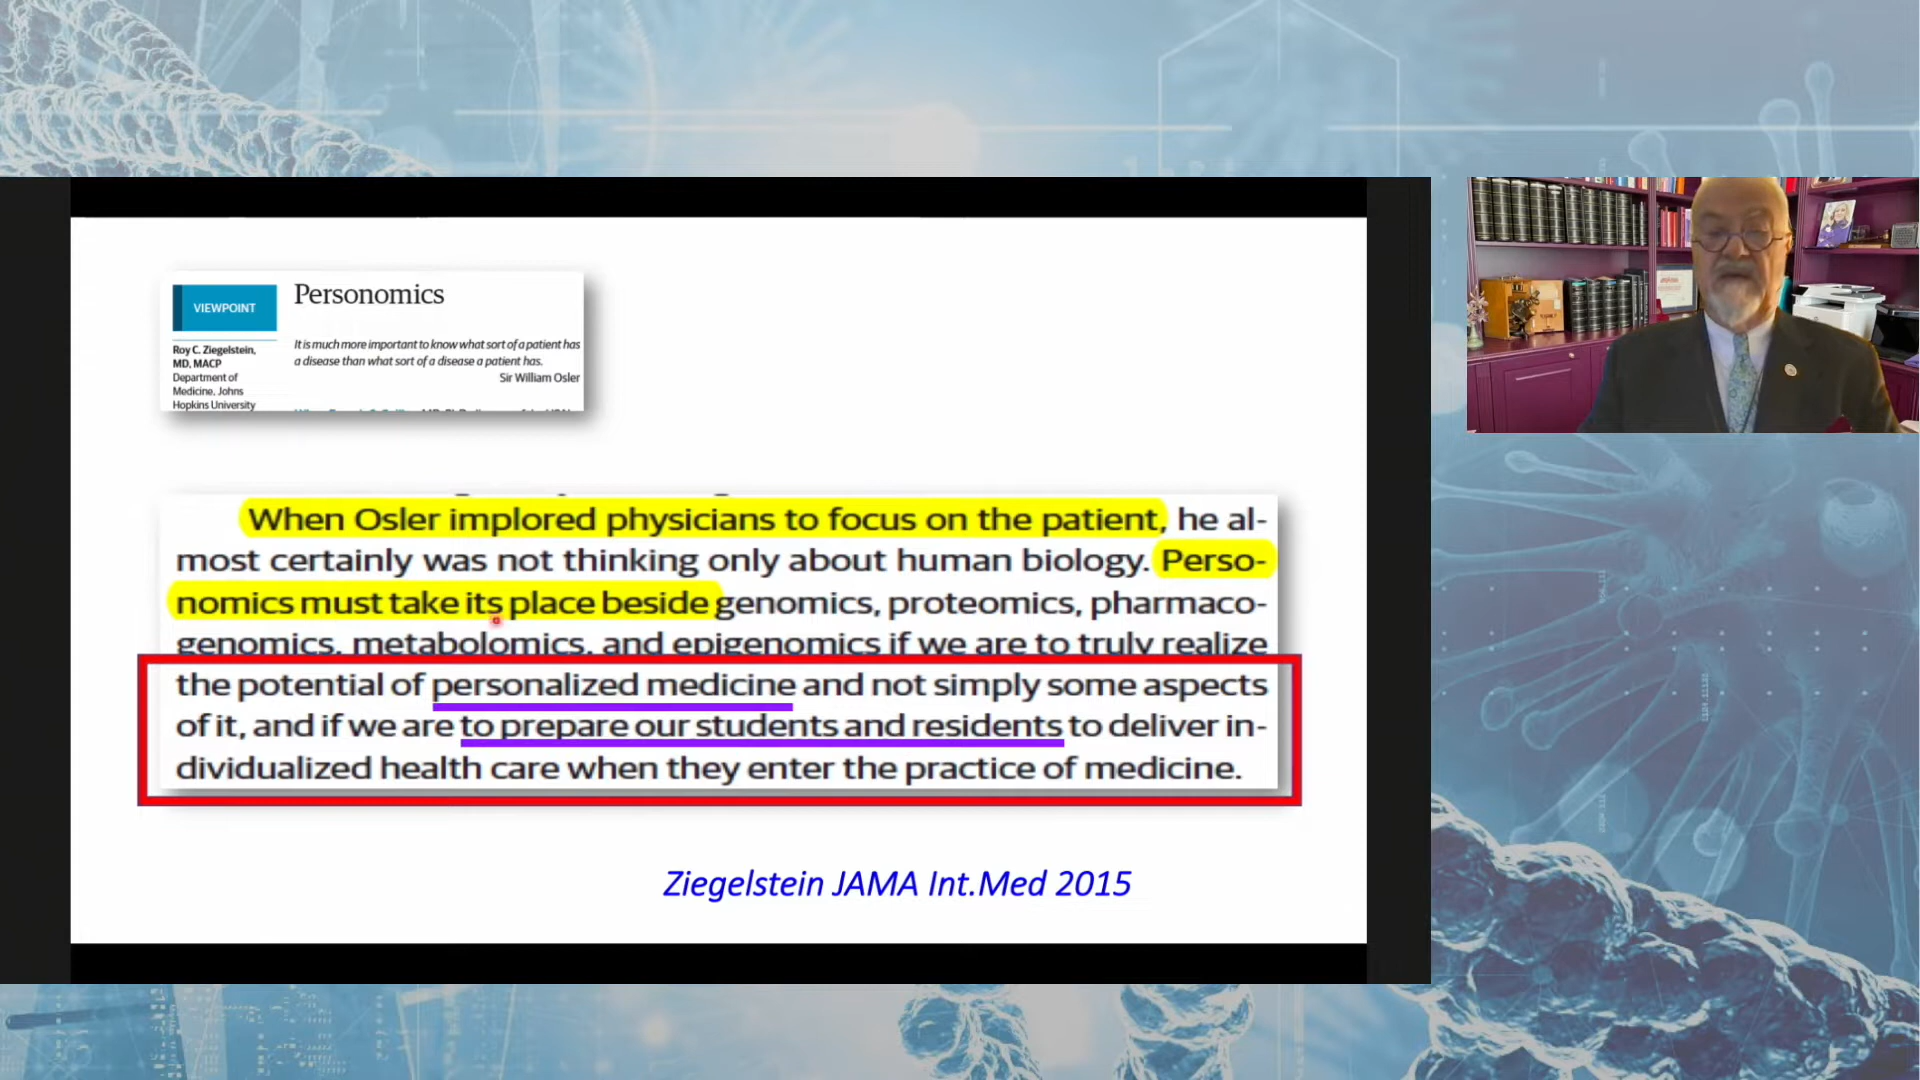 VIEWPOINT
Personomics
It is much more important to know what sort of a patient has
a disease than what sort of a disease a patient has.
Sir William Osler
Roy C. Ziegelstein,
MD, MACP
Department of
Medicine, Johns
Hopkins University
When Osler implored physicians to focus on the patient, he al-
most certainly was not thinking only about human biology. Perso-
nomics must take its place beside genomics, proteomics, pharmaco-
genomics, metabolomics, and epigenomics if we are to truly realize
the potential of personalized medicine and not simply some aspects
of it, and if we are to prepare our students and residents to deliver in-
dividualized health care when they enter the practice of medicine.
Ziegelstein JAMA Int.Med 2015